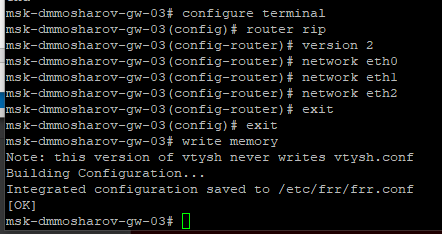 msk-dmmosharov-gw-03# configure terminal
msk-dmmosharov-gw-03(config)# router rip
msk-dmmosharov-gw-03(config-router)# version 2
msk-dmmosharov-gw-03(config-router)# network eth0
msk-dmmosharov-gw-03(config-router)# network eth1
msk-dmmosharov-gw-03(config-router)# network eth2
msk-dmmosharov-gw-03(config-router)# exit
msk-dmmosharov-gw-03(config)# exit
msk-dmmosharov-gw-03# write memory
Note: this version of vtysh never writes vtysh.conf
Building Configuration...
Integrated configuration saved to /etc/frr/frr.conf
[OK]
msk-dmmosharov-gw-03#